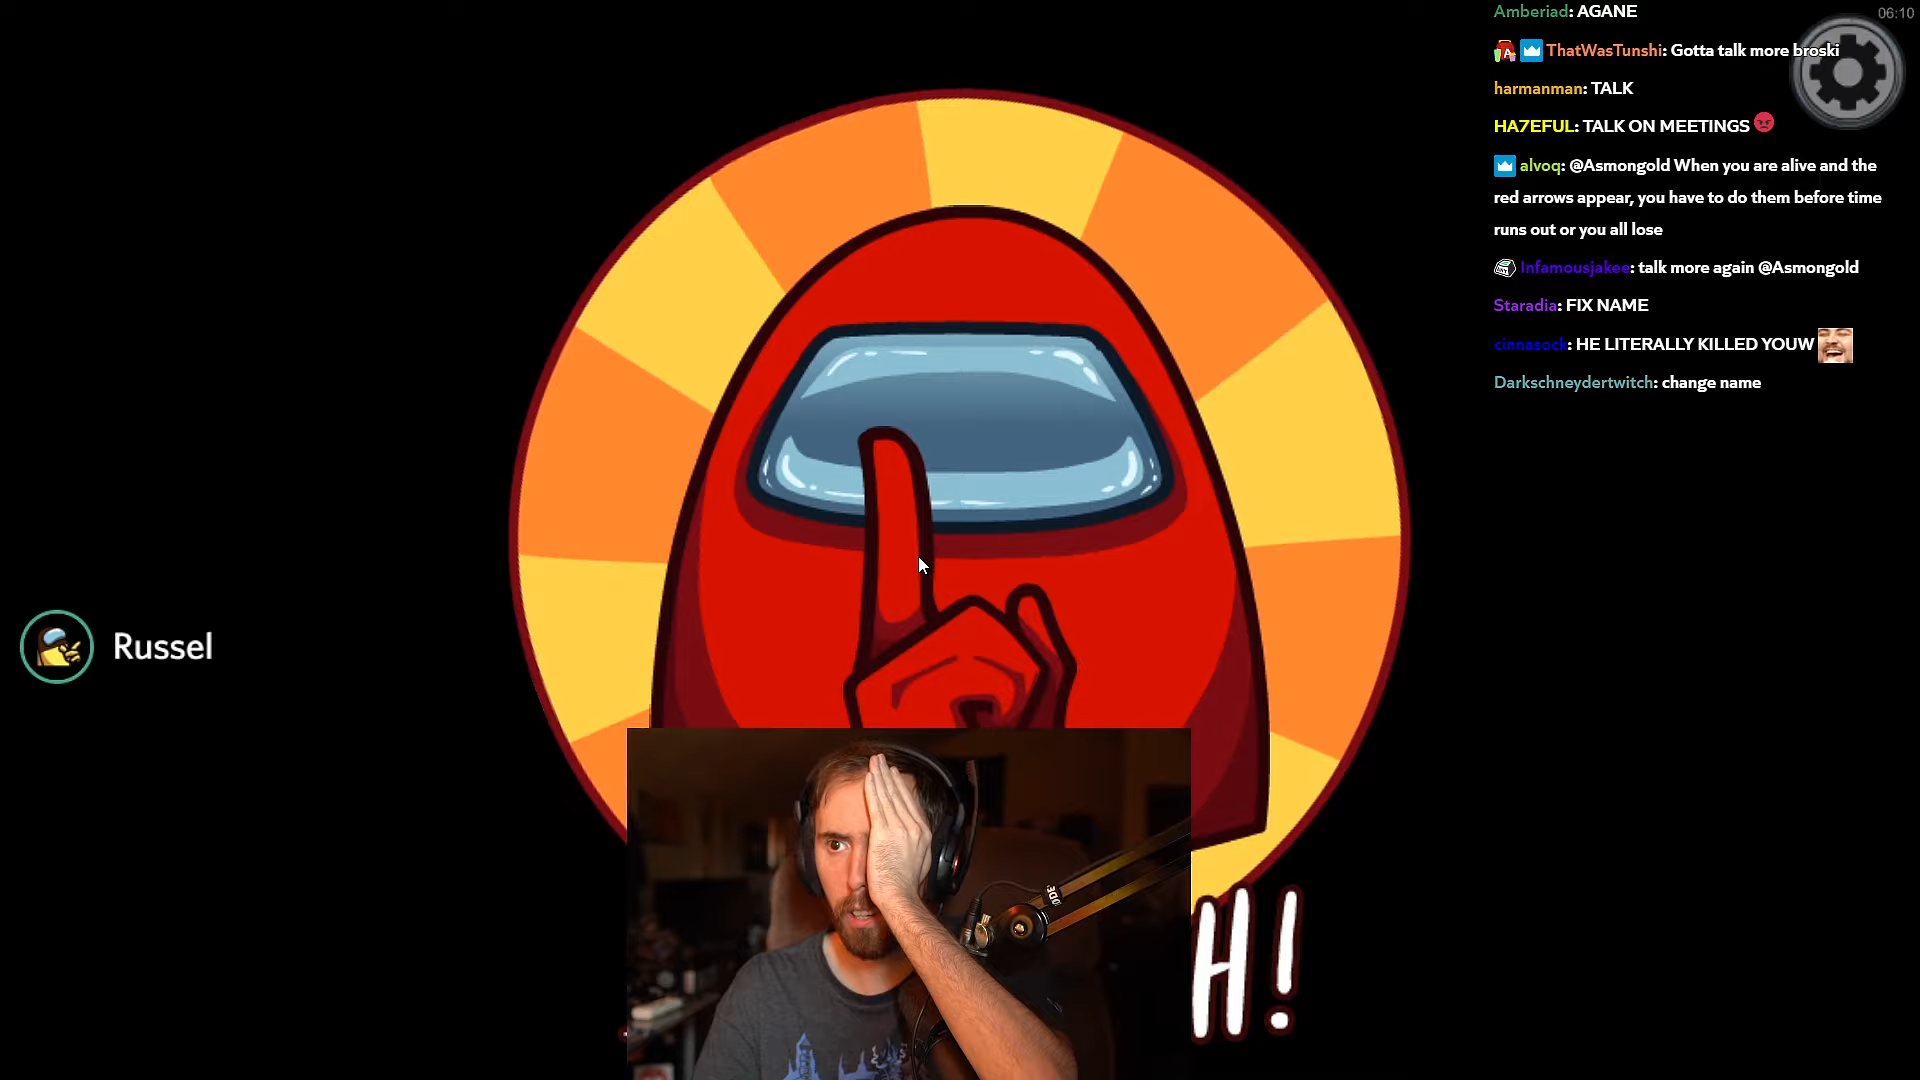 06:10
Amberiad: AGANE
ThatWasTunshi: Gotta talk more broski
harmanman: TALK
HA7EFUL: TALK ON MEETINGS
alvoq: @Asmongold When you are alive and the
red arrows appear, you have to do them before time
runs out or you all lose
Infamousjakee: talk more again @Asmongold
Staradia: FIX NAME
cinnasock: HE LITERALLY KILLED YOUW
Darkschneydertwitch: change name
Russel
H!